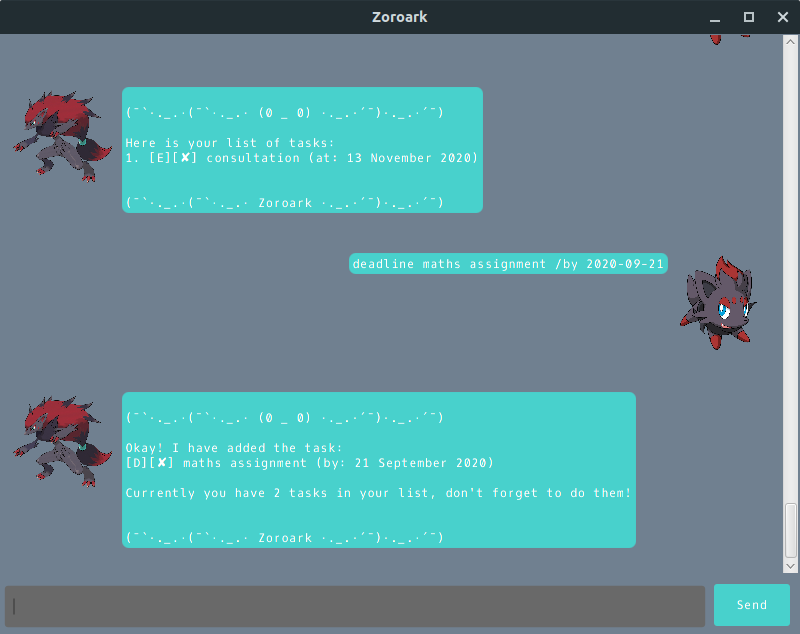 Zoroark
(¯`·._.·(¯`·._.· (0 _ 0) ·._.·´¯)·._.·´¯)
Here is your list of tasks:
1. [E][✘] consultation (at: 13 November 2020)
(¯`·._.·(¯`·._.· Zoroark ·._.·´¯)·._.·´¯)
deadline maths assignment /by 2020-09-21
(¯`·._.·(¯`·._.· (0 _ 0) ·._.·´¯)·._.·´¯)
Okay! I have added the task:
[D][✘] maths assignment (by: 21 September 2020)
Currently you have 2 tasks in your list, don't forget to do them!
(¯`·._.·(¯`·._.· Zoroark ·._.·´¯)·._.·´¯)
Send